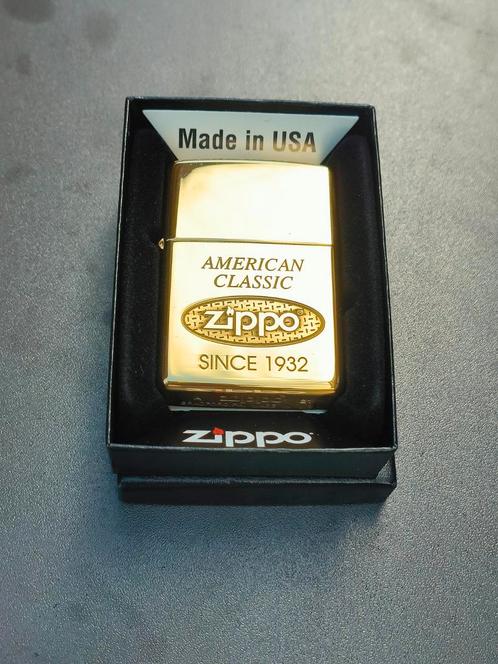 Made in USA
AMERICAN
CLASSIC
zippo
SINCE 1932
zippo